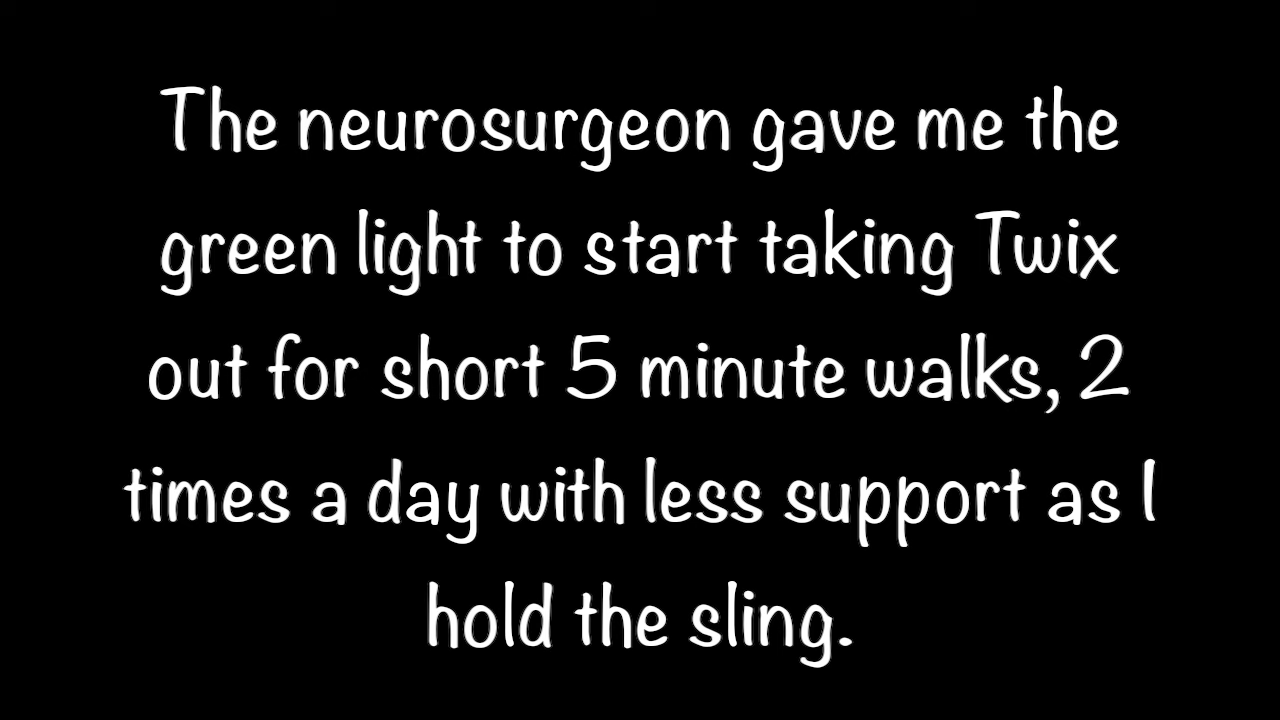 The neurosurgeon gave me the
green light to start taking Twix
out for short 5 minute walks, 2
times a day with less support as I
hold the sling.